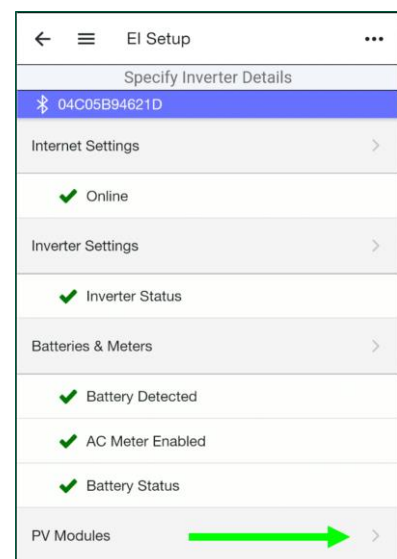 EI Setup
Specify Inverter Details
04C05B94621D
Internet Settings
Online
Inverter Settings
Inverter Status
Batteries & Meters
Battery Detected
AC Meter Enabled
Battery Status
PV Modules